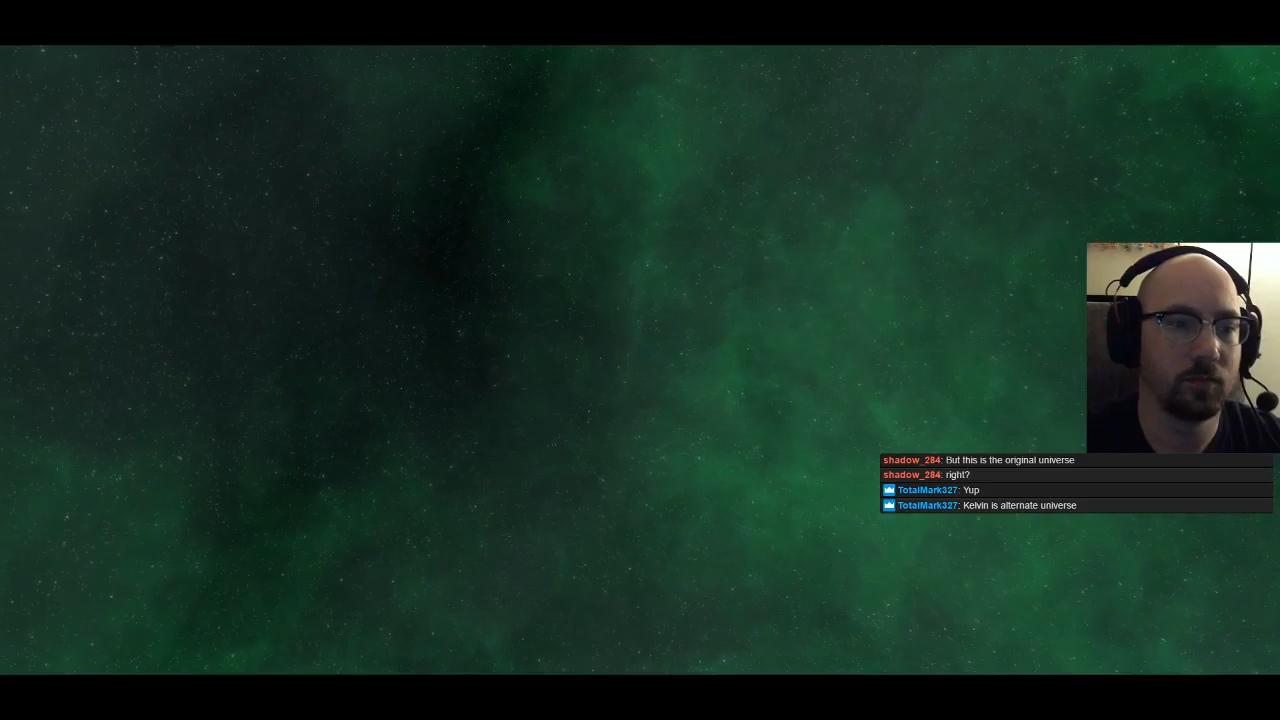 shadow_284: But this is the original universe
shadow_284: right?
TotalMark327: Yup
TotalMark327: Kelvin is alternate universe